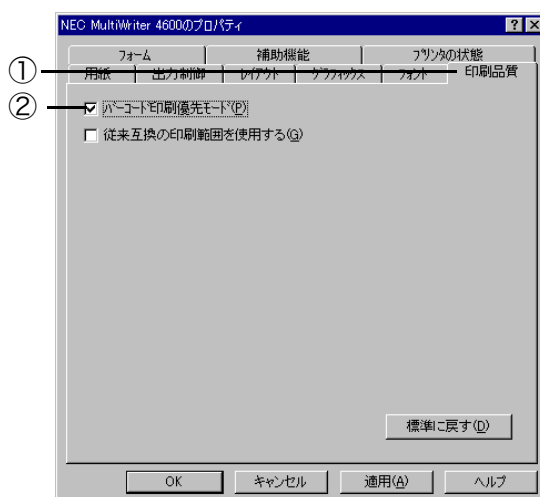 NEC MultiWriter 4600のプロパティ
フォーム 補助機能 プリンタの状態
① 用紙 出力制御 レイアウト グラフィックス フォント 印刷品質
② バーコード印刷優先モード(P)
従来互換の印刷範囲を使用する(G)
標準に戻す(D)
OK キャンセル 適用(A) ヘルプ